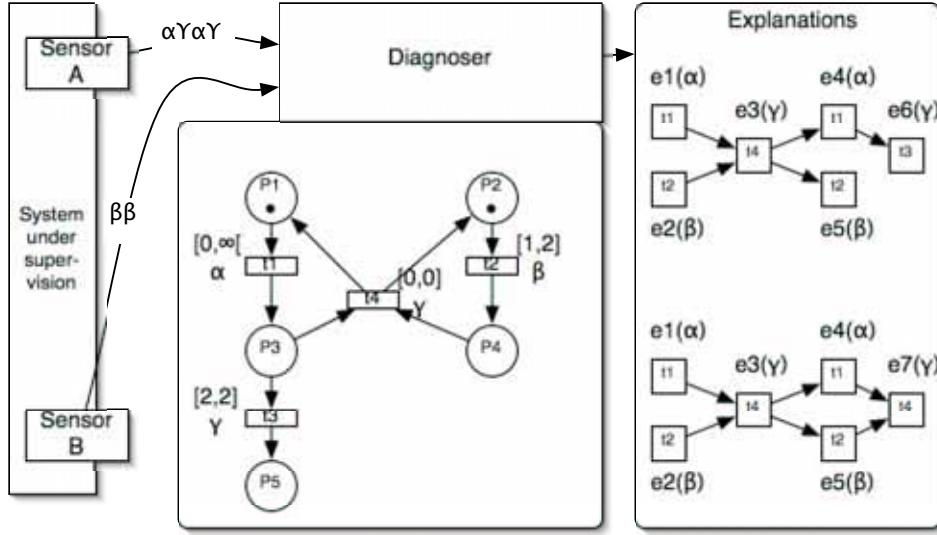 Sensor
A
αγαγ
Diagnoser
System
under
super-
vision
ββ
Sensor
B
P1
P2
[0,∞[
α
t1
[1,2]
β
t2
[0,0]
γ
t4
P3
P4
[2,2]
γ
t3
P5
Explanations
e1(α)
e4(α)
t1
e3(γ)
t1
e6(γ)
t4
t3
t2
t2
e2(β)
e5(β)
e1(α)
e4(α)
t1
e3(γ)
t1
e7(γ)
t4
t4
t2
t2
e2(β)
e5(β)